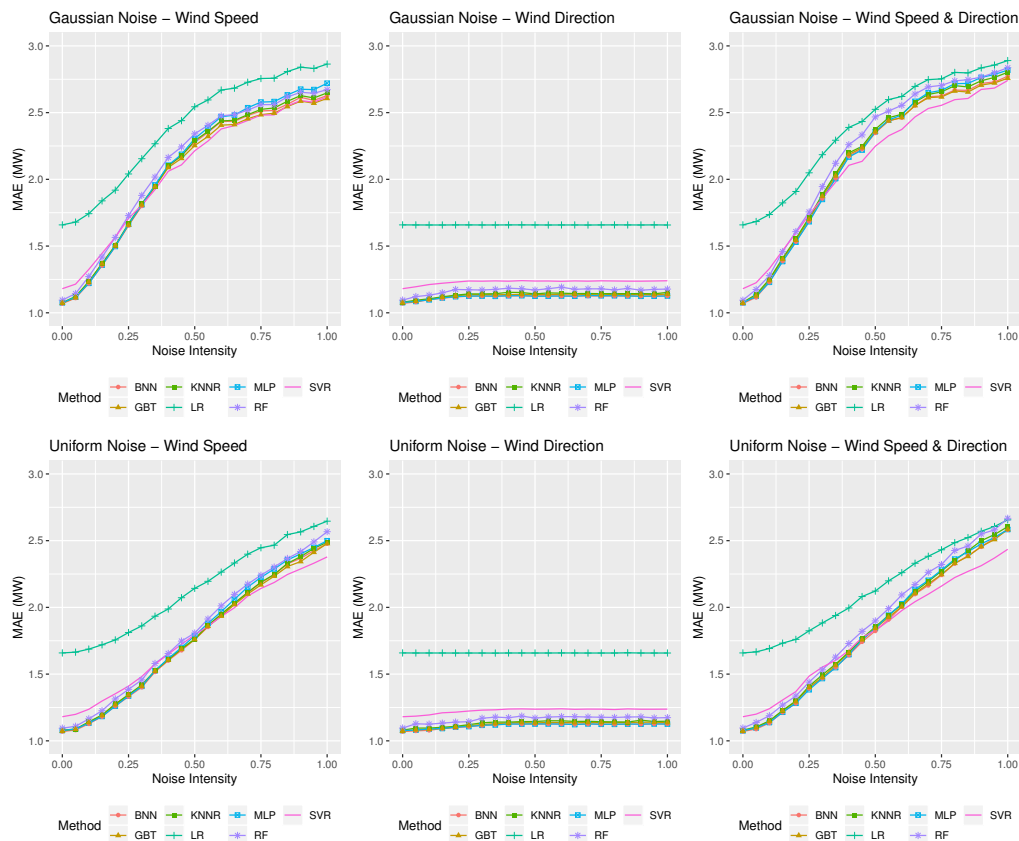 Gaussian Noise − Wind Speed
3.0
2.5
2.0
1.5
1.0
MAE (MW)
0.00 0.25 0.50 0.75 1.00
Noise Intensity
Method BNN KNNR MLP SVR
GBT LR RF
Gaussian Noise − Wind Direction
3.0
2.5
2.0
1.5
1.0
MAE (MW)
0.00 0.25 0.50 0.75 1.00
Noise Intensity
Method BNN KNNR MLP SVR
GBT LR RF
Gaussian Noise − Wind Speed & Direction
3.0
2.5
2.0
1.5
1.0
MAE (MW)
0.00 0.25 0.50 0.75 1.00
Noise Intensity
Method BNN KNNR MLP SVR
GBT LR RF
Uniform Noise − Wind Speed
3.0
2.5
2.0
1.5
1.0
MAE (MW)
0.00 0.25 0.50 0.75 1.00
Noise Intensity
Method BNN KNNR MLP SVR
GBT LR RF
Uniform Noise − Wind Direction
3.0
2.5
2.0
1.5
1.0
MAE (MW)
0.00 0.25 0.50 0.75 1.00
Noise Intensity
Method BNN KNNR MLP SVR
GBT LR RF
Uniform Noise − Wind Speed & Direction
3.0
2.5
2.0
1.5
1.0
MAE (MW)
0.00 0.25 0.50 0.75 1.00
Noise Intensity
Method BNN KNNR MLP SVR
GBT LR RF